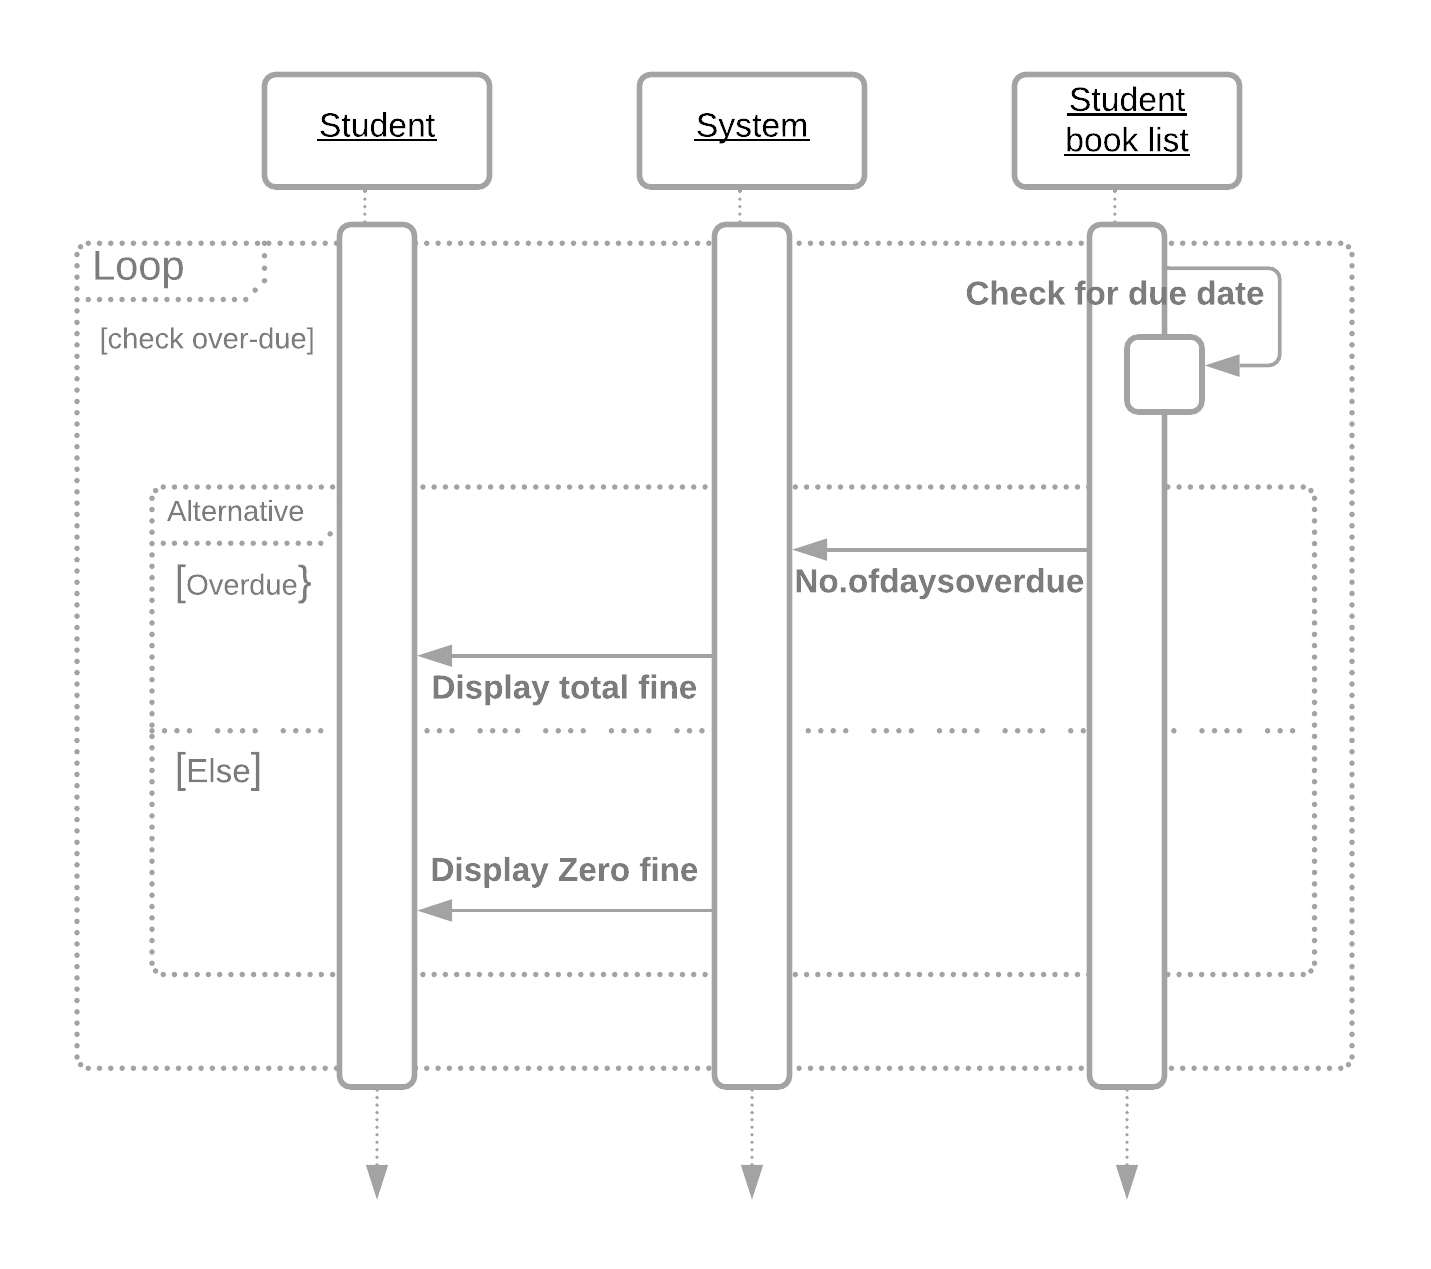 Student
System
Student
book list
Loop
Check for due date
[check over-due]
Alternative
[Overdue}
No.ofdaysoverdue
Display total fine
[Else]
Display Zero fine